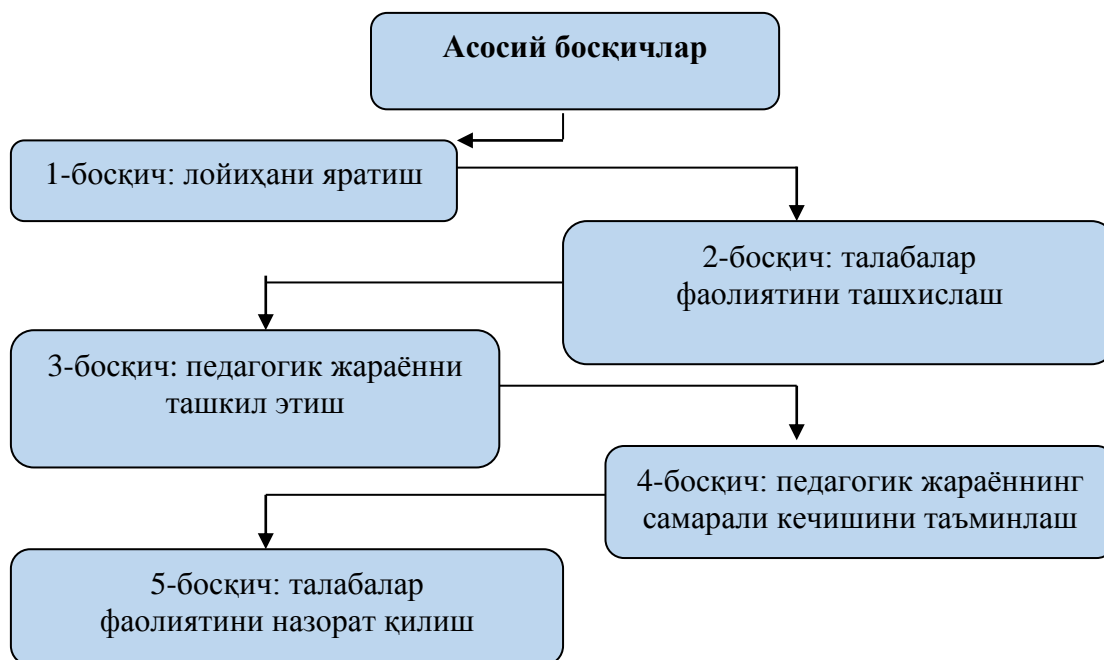 Асосий босқичлар
1-босқич: лойиҳани яратиш
2-босқич: талабалар
фаолиятини ташхислаш
3-босқич: педагогик жараённи
ташкил этиш
4-босқич: педагогик жараённинг
самарали кечишини таъминлаш
5-босқич: талабалар
фаолиятини назорат қилиш